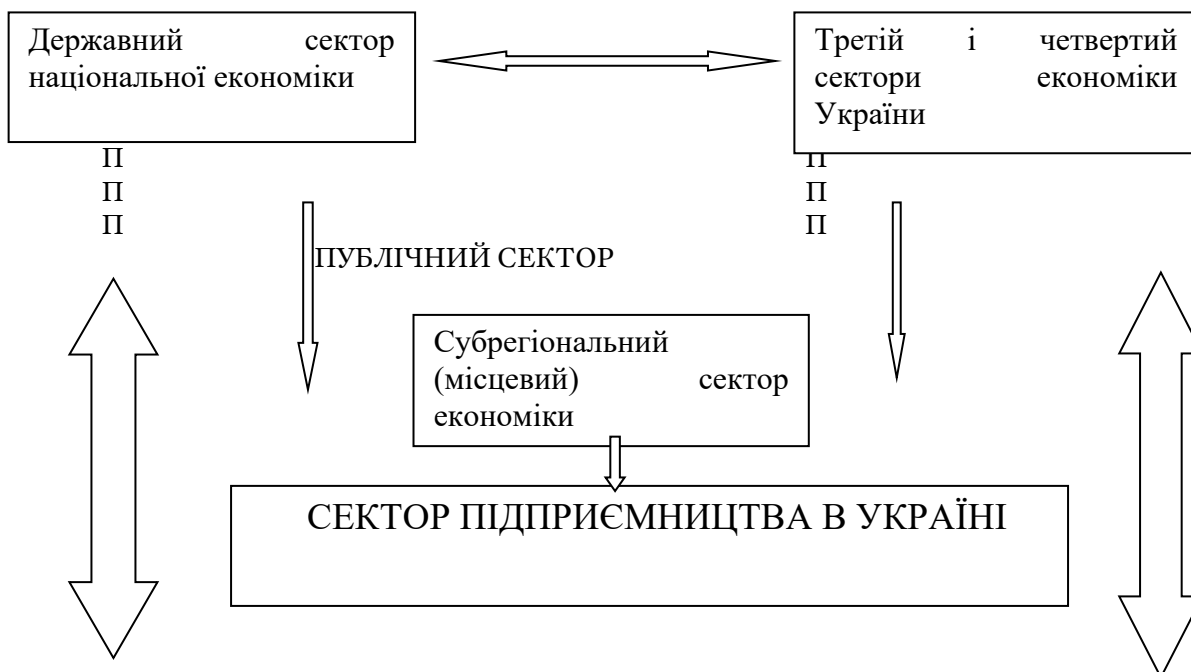 Державний сектор
національної економіки
Третій і четвертий
сектори економіки
України
П
П
П
П
П
П
ПУБЛІЧНИЙ СЕКТОР
Субрегіональний
(місцевий) сектор
економіки
СЕКТОР ПІДПРИЄМНИЦТВА В УКРАЇНІ